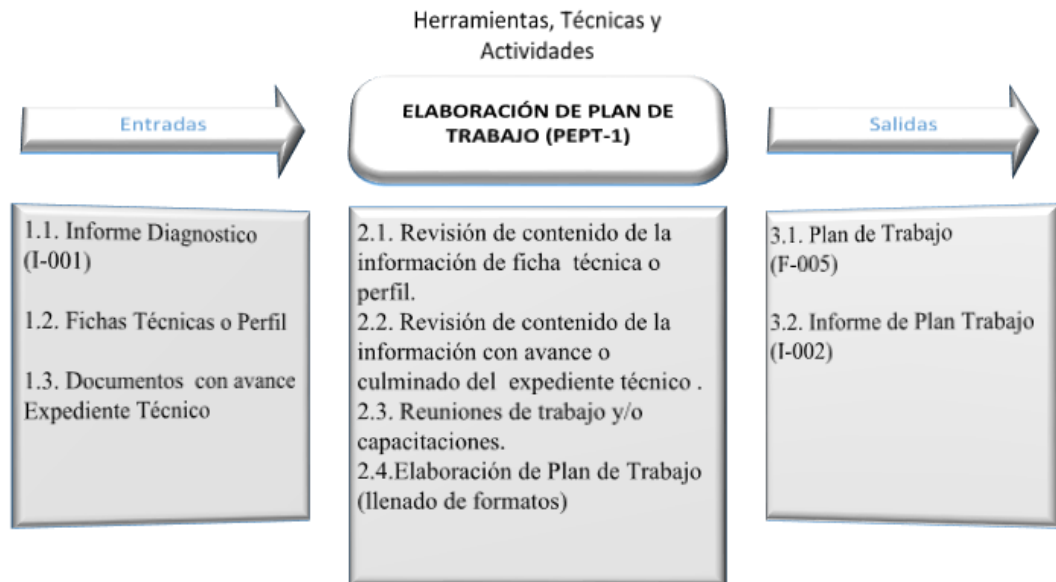 Herramientas, Técnicas y
Actividades
Entradas
ELABORACIÓN DE PLAN DE
TRABAJO (PEPT-1)
Salidas
1.1. Informe Diagnostico
(I-001)
1.2. Fichas Técnicas o Perfil
1.3. Documentos con avance
Expediente Técnico
2.1. Revisión de contenido de la
información de ficha técnica o
perfil.
2.2. Revisión de contenido de la
información con avance o
culminado del expediente técnico .
2.3. Reuniones de trabajo y/o
capacitaciones.
2.4.Elaboración de Plan de Trabajo
(llenado de formatos)
3.1. Plan de Trabajo
(F-005)
3.2. Informe de Plan Trabajo
(I-002)